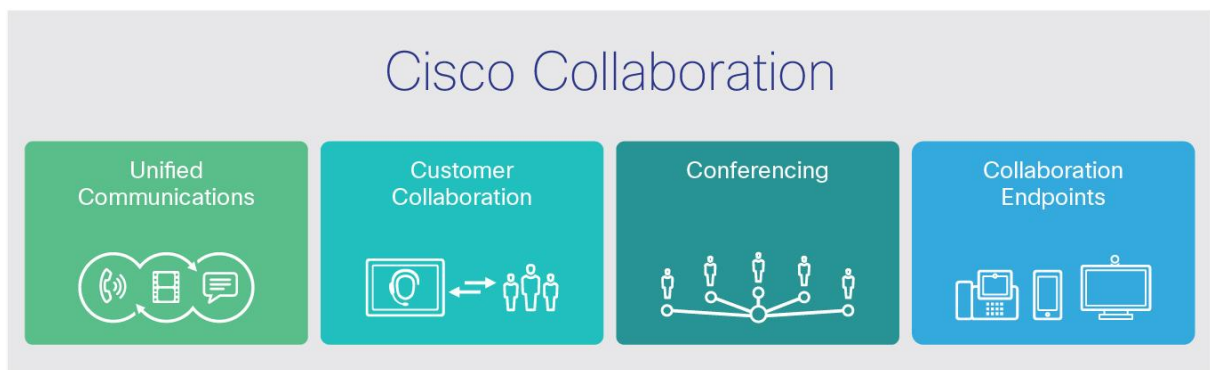 Cisco Collaboration
Unified
Communications
Customer
Collaboration
Conferencing
Collaboration
Endpoints